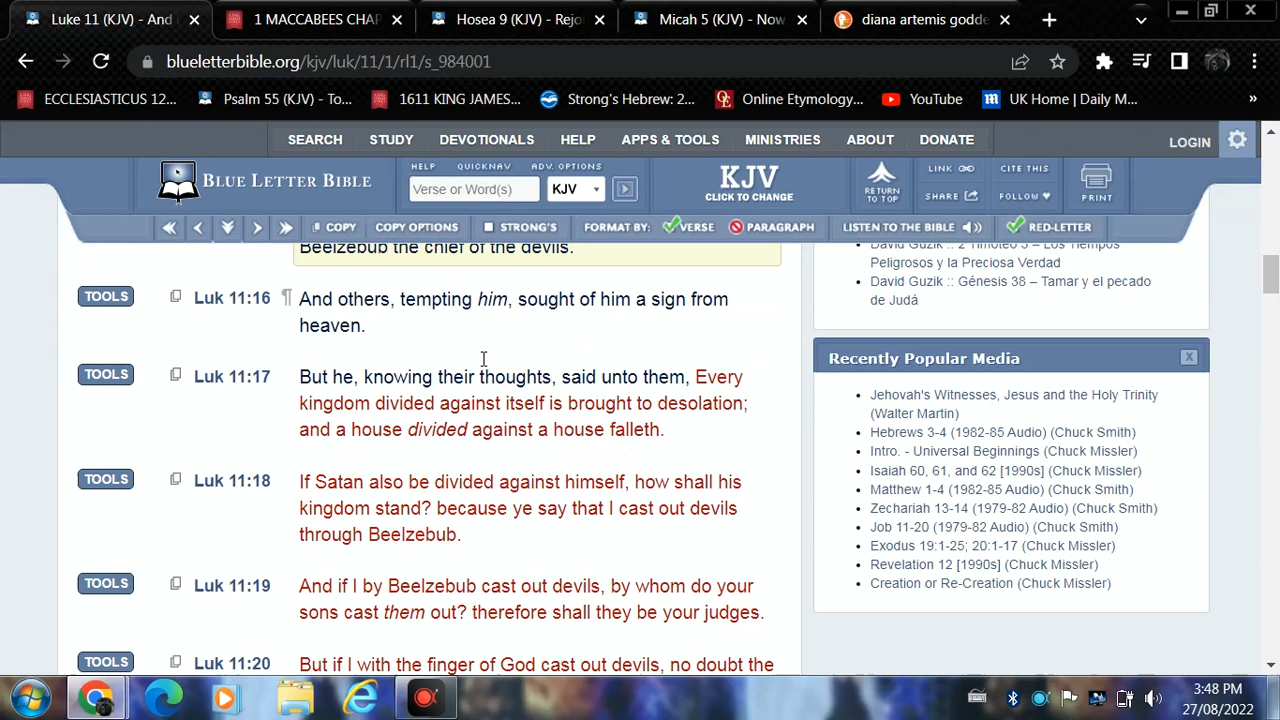 Luke 11 (KJV) - And
1 MACCABEES CHAP
Hosea 9 (KJV) - Rejoi
Micah 5 (KJV) - Now
diana artemis godde
blueletterbible.org/kjv/luk/11/1/rl1/s_984001
ECCLESIASTICUS 12...
Psalm 55 (KJV) - To...
1611 KING JAMES...
Strong's Hebrew: 2...
Online Etymology...
YouTube
UK Home | Daily M...
»
SEARCH STUDY DEVOTIONALS HELP APPS & TOOLS MINISTRIES ABOUT DONATE LOGIN
BLUE LETTER BIBLE
HELP QUICKNAV ADV. OPTIONS
Verse or Word(s) KJV
KJV
CLICK TO CHANGE
RETURN
TO TOP
LINK CITE THIS
SHARE FOLLOW
PRINT
COPY COPY OPTIONS STRONG'S FORMAT BY: VERSE PARAGRAPH LISTEN TO THE BIBLE RED-LETTER
Beelzebub the chief of the devils.
TOOLS Luk 11:16 ¶ And others, tempting him, sought of him a sign from
heaven.
TOOLS Luk 11:17 But he, knowing their thoughts, said unto them, Every
kingdom divided against itself is brought to desolation;
and a house divided against a house falleth.
TOOLS Luk 11:18 If Satan also be divided against himself, how shall his
kingdom stand? because ye say that I cast out devils
through Beelzebub.
TOOLS Luk 11:19 And if I by Beelzebub cast out devils, by whom do your
sons cast them out? therefore shall they be your judges.
TOOLS Luk 11:20 But if I with the finger of God cast out devils, no doubt the
David Guzik :: 2 Timoteo 3 – Los Tiempos
Peligrosos y la Preciosa Verdad
David Guzik :: Génesis 38 – Tamar y el pecado
de Judá
Recently Popular Media
X
Jehovah's Witnesses, Jesus and the Holy Trinity
(Walter Martin)
Hebrews 3-4 (1982-85 Audio) (Chuck Smith)
Intro. - Universal Beginnings (Chuck Missler)
Isaiah 60, 61, and 62 [1990s] (Chuck Missler)
Matthew 1-4 (1982-85 Audio) (Chuck Smith)
Zechariah 13-14 (1979-82 Audio) (Chuck Smith)
Job 11-20 (1979-82 Audio) (Chuck Smith)
Exodus 19:1-25; 20:1-17 (Chuck Missler)
Revelation 12 [1990s] (Chuck Missler)
Creation or Re-Creation (Chuck Missler)
3:48 PM
27/08/2022